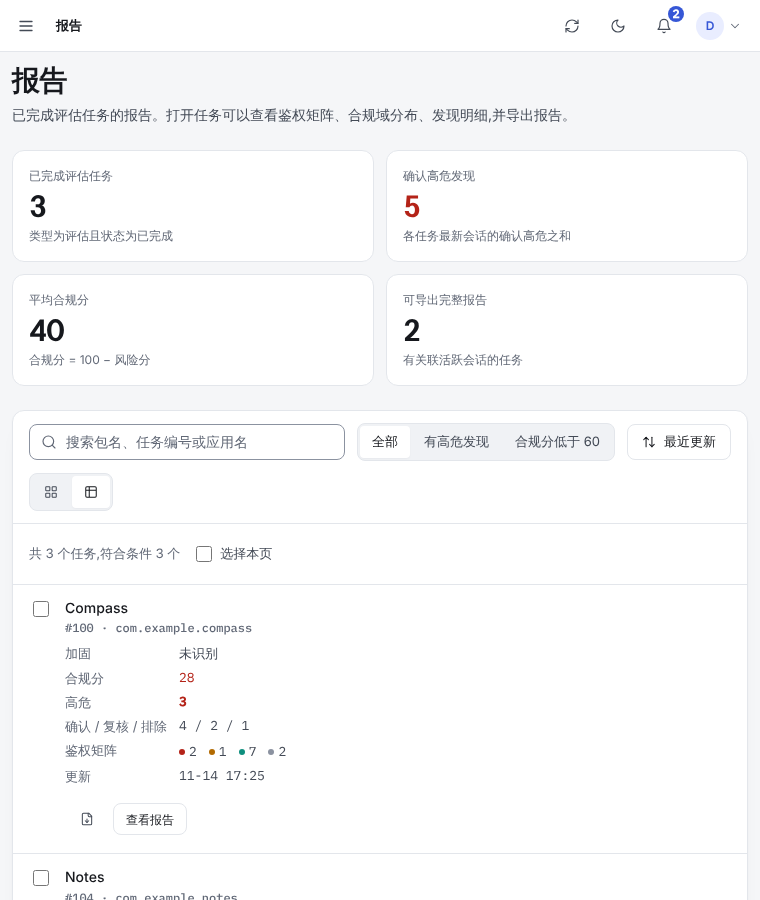 报告
2
D
报告
已完成评估任务的报告。打开任务可以查看鉴权矩阵、合规域分布、发现明细,并导出报告。
已完成评估任务
3
类型为评估且状态为已完成
确认高危发现
5
各任务最新会话的确认高危之和
平均合规分
40
合规分 = 100 − 风险分
可导出完整报告
2
有关联活跃会话的任务
搜索包名、任务编号或应用名
全部 有高危发现 合规分低于 60
最近更新
共 3 个任务,符合条件 3 个 选择本页
Compass
#100 · com.example.compass
加固 未识别
合规分 28
高危 3
确认 / 复核 / 排除 4 / 2 / 1
鉴权矩阵 2 1 7 2
更新 11-14 17:25
查看报告
Notes
#104 · com.example.notes